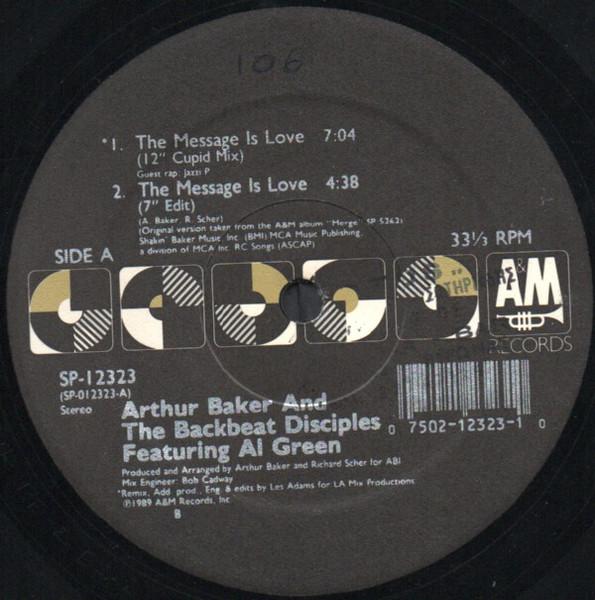 106
*1. The Message Is Love 7:04
(12" Cupid Mix)
Guest rap: Jazzi P
2. The Message Is Love 4:38
(7" Edit)
(A. Baker, R. Scher)
(Original version taken from the A&M album "Merge" SP 5262)
Shakin' Baker Music, Inc. (BMI)/MCA Music Publishing,
a division of MCA Inc. RC Songs (ASCAP)
SIDE A
33⅓ RPM
A&M
RECORDS
SP-12323
(SP-012323-A)
Stereo
Arthur Baker And
The Backbeat Disciples
Featuring Al Green
0 7502-12323-1 0
Produced and Arranged by Arthur Baker and Richard Scher for ABI
Mix Engineer: Bob Cadway
*Remix, Add. prod., Eng. & edits by Les Adams for LA Mix Productions
℗1989 A&M Records, Inc.
B